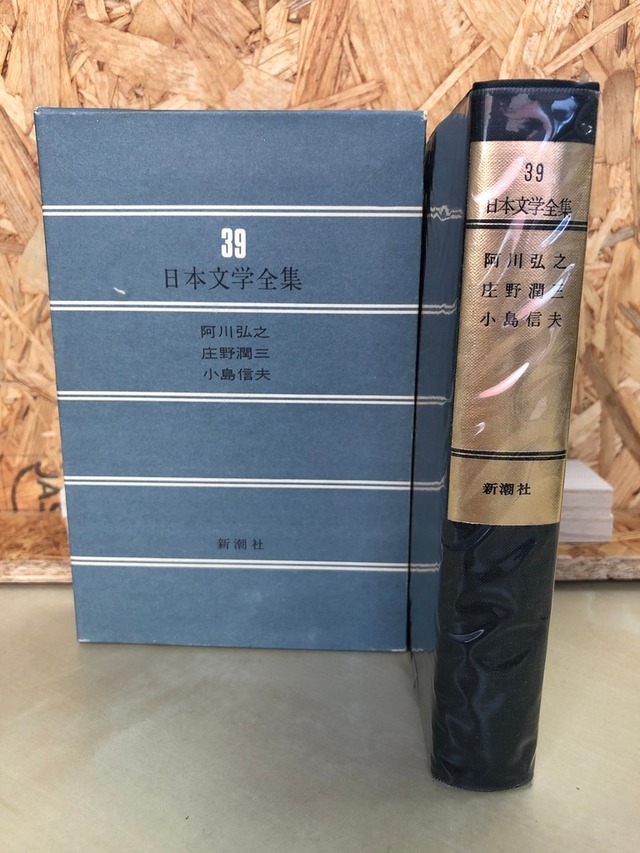 39
日本文学全集
阿川弘之
庄野潤三
小島信夫
新潮社
39
日本文学全集
阿川弘之
庄野潤三
小島信夫
新潮社